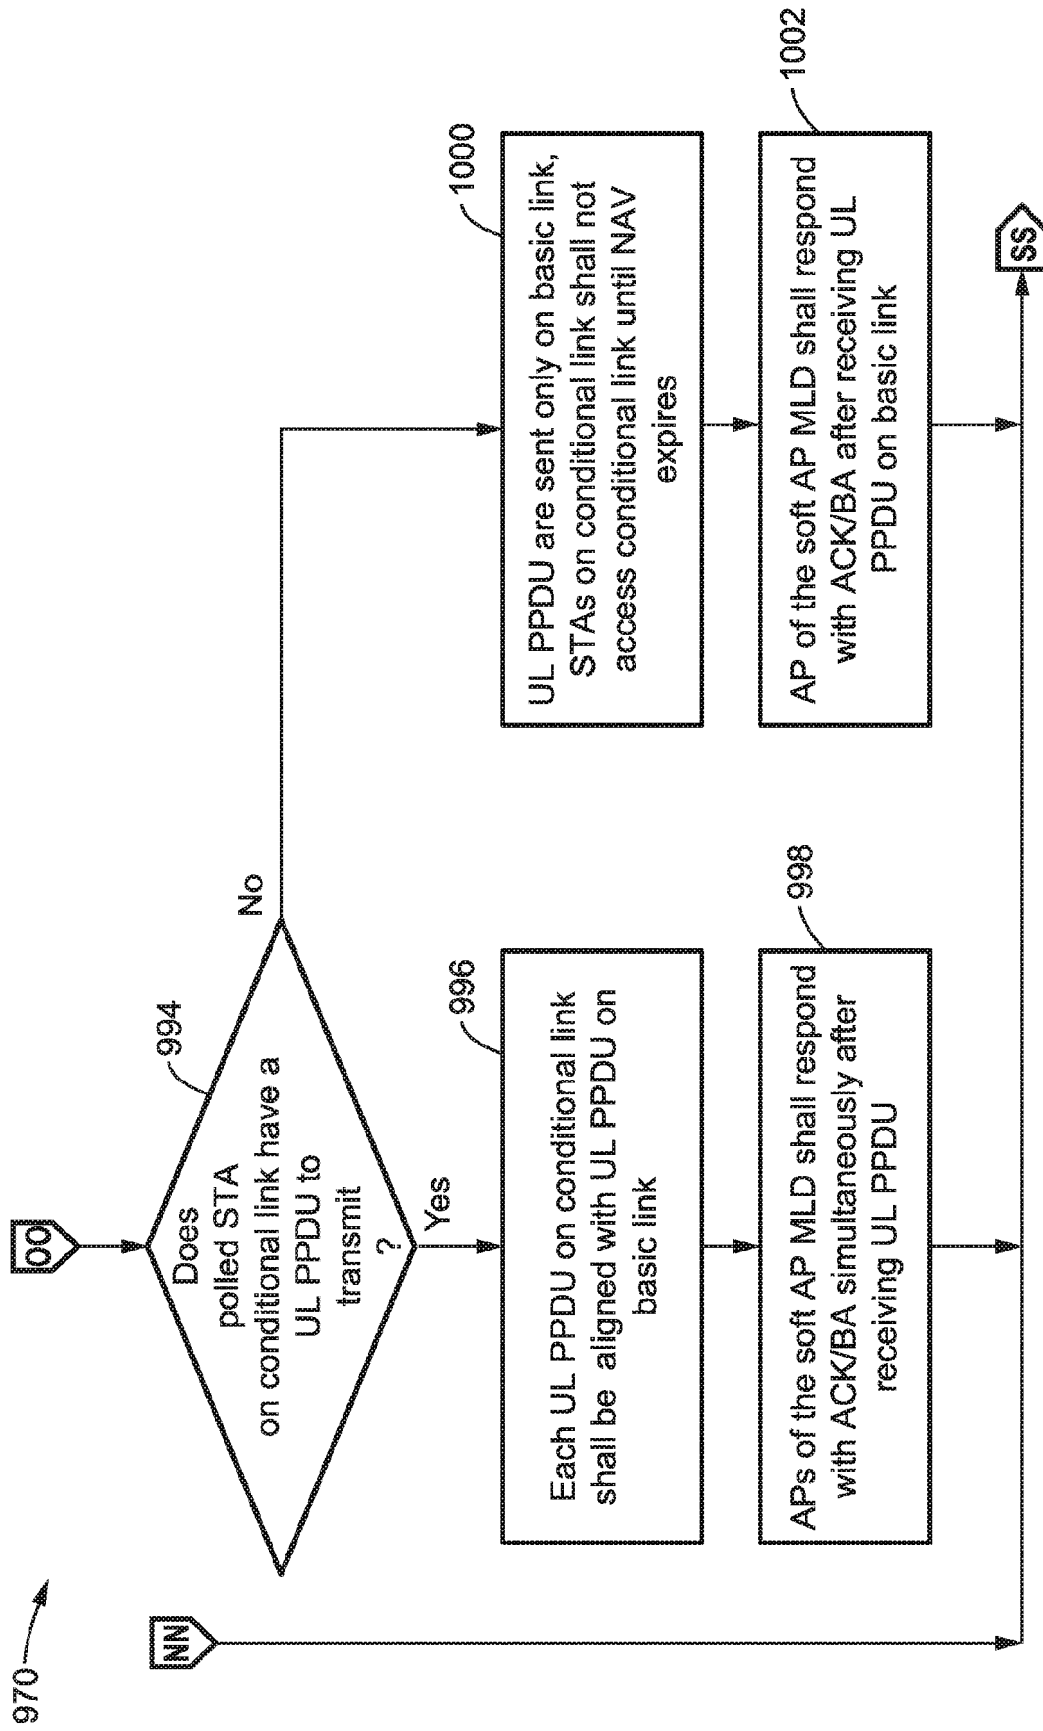 970
NN
OO
994
Does
polled STA
on conditional link have a
UL PPDU to
transmit
?
No
Yes
996
Each UL PPDU on conditional link
shall be aligned with UL PPDU on
basic link
998
APs of the soft AP MLD shall respond
with ACK/BA simultaneously after
receiving UL PPDU
1000
UL PPDU are sent only on basic link,
STAs on conditional link shall not
access conditional link until NAV
expires
1002
AP of the soft AP MLD shall respond
with ACK/BA after receiving UL
PPDU on basic link
SS